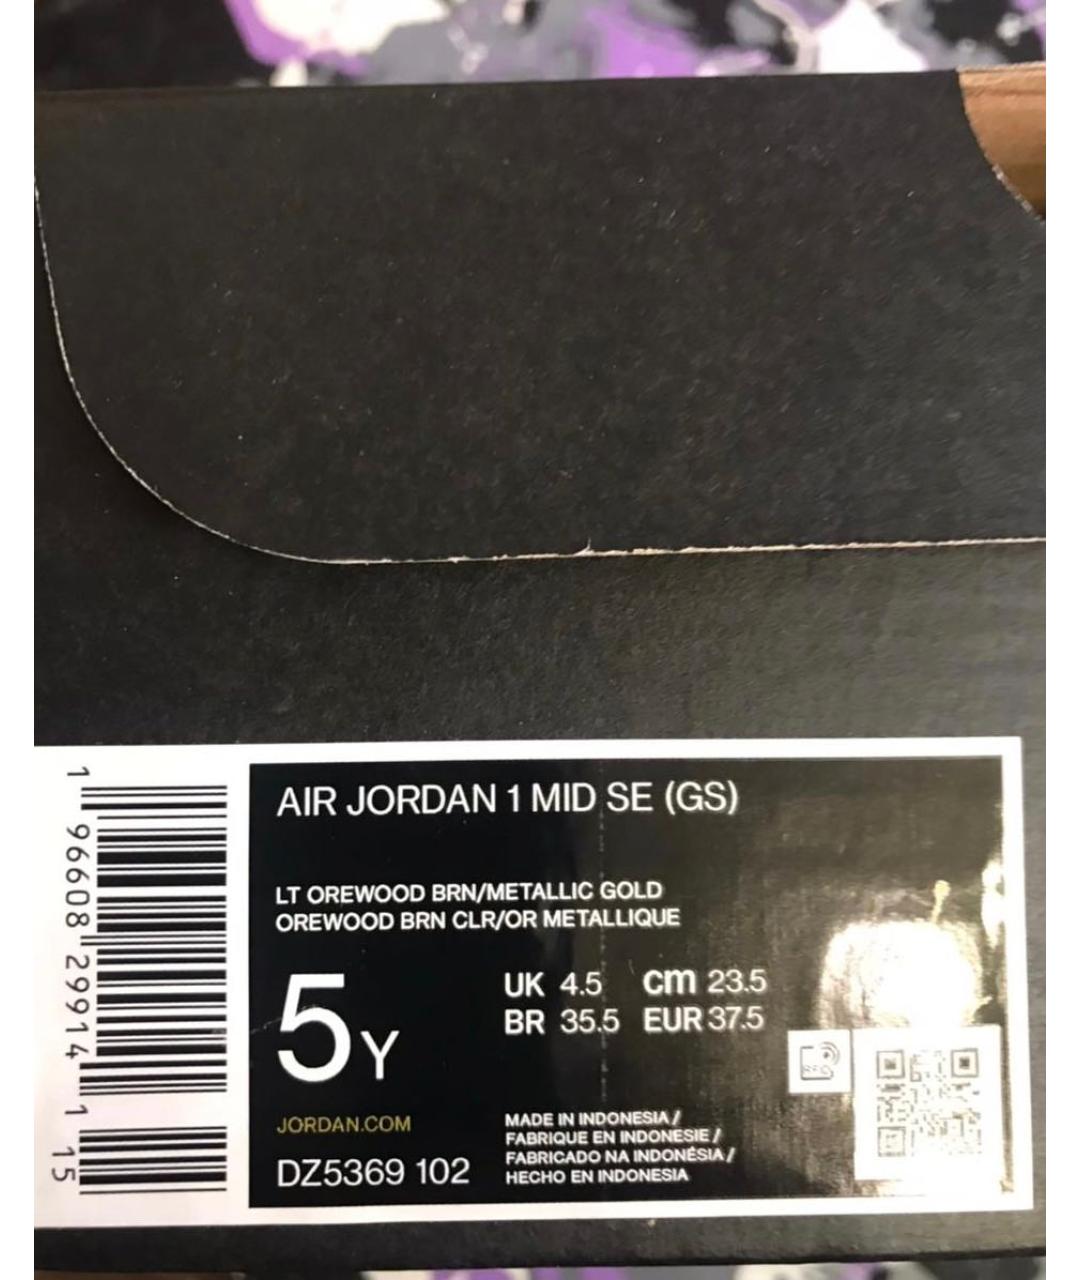 AIR JORDAN 1 MID SE (GS)
LT OREWOOD BRN/METALLIC GOLD
OREWOOD BRN CLR/OR METALLIQUE
5Y
UK 4.5 cm 23.5
BR 35.5 EUR 37.5
JORDAN.COM
DZ5369 102
MADE IN INDONESIA /
FABRIQUE EN INDONESIE /
FABRICADO NA INDONÉSIA /
HECHO EN INDONESIA
RFID
1 96608 29914 1 15